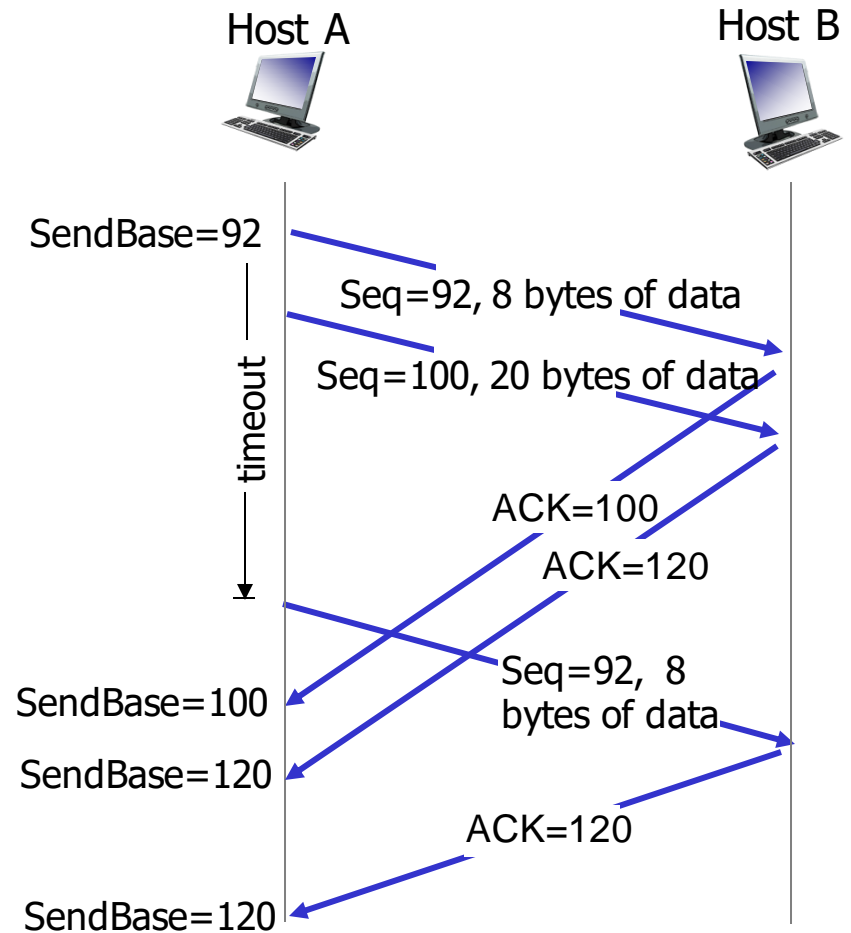 Host A
Host B
SendBase=92
Seq=92, 8 bytes of data
Seq=100, 20 bytes of data
timeout
ACK=100
ACK=120
Seq=92, 8
bytes of data
SendBase=100
SendBase=120
ACK=120
SendBase=120